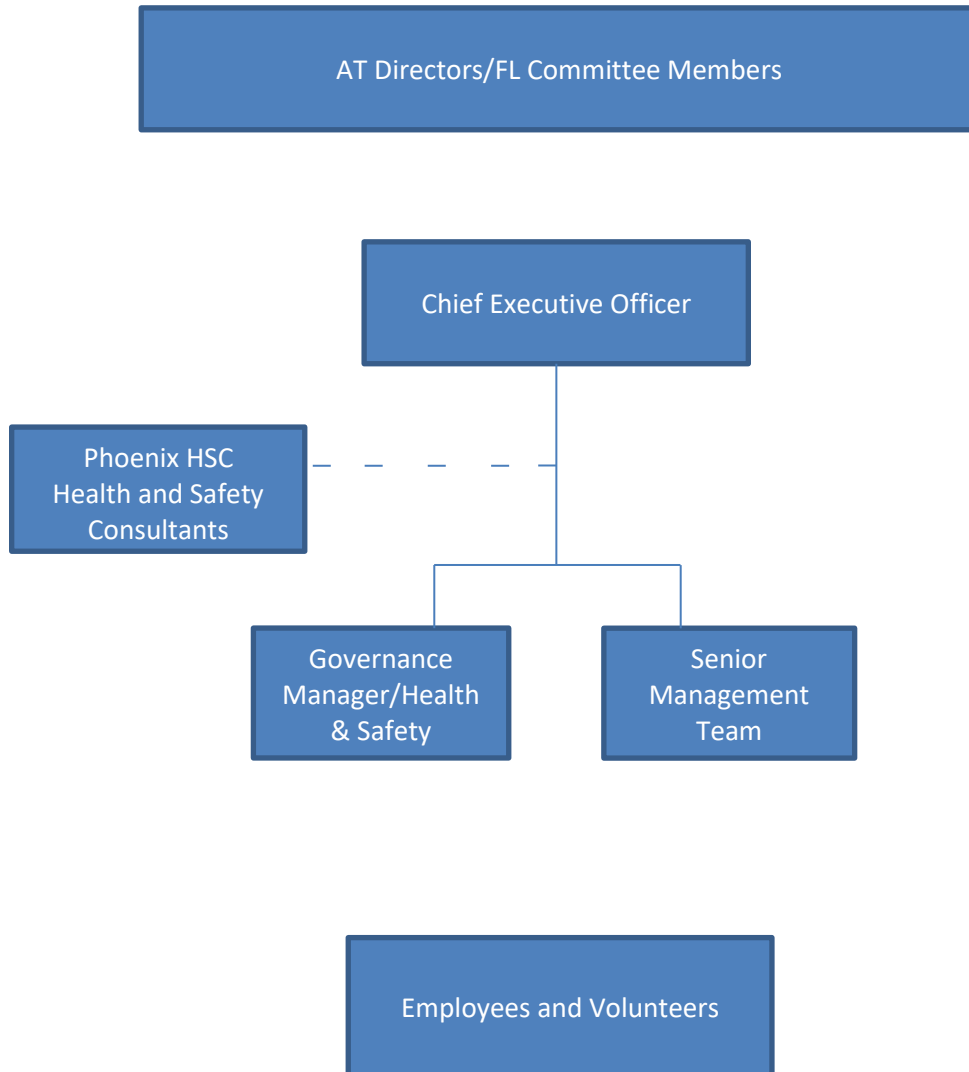 AT Directors/FL Committee Members
Chief Executive Officer
Phoenix HSC
Health and Safety
Consultants
Governance
Manager/Health
& Safety
Senior
Management
Team
Employees and Volunteers